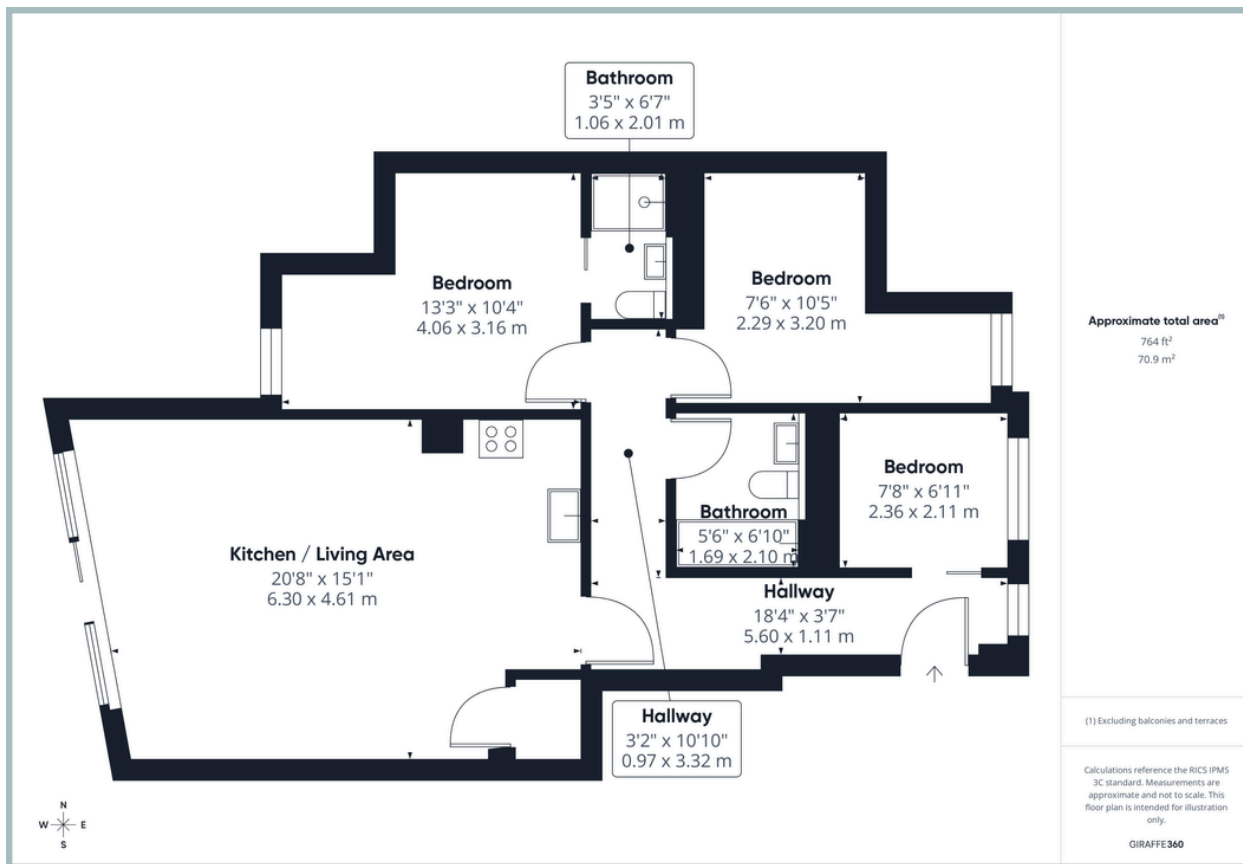 Bathroom
3'5" x 6'7"
1.06 x 2.01 m
Bedroom
13'3" x 10'4"
4.06 x 3.16 m
Bedroom
7'6" x 10'5"
2.29 x 3.20 m
Bedroom
7'8" x 6'11"
2.36 x 2.11 m
Bathroom
5'6" x 6'10"
1.69 x 2.10 m
Kitchen / Living Area
20'8" x 15'1"
6.30 x 4.61 m
Hallway
18'4" x 3'7"
5.60 x 1.11 m
Hallway
3'2" x 10'10"
0.97 x 3.32 m
N
W E
S
Approximate total area(1)
764 ft²
70.9 m²
(1) Excluding balconies and terraces
Calculations reference the RICS IPMS
3C standard. Measurements are
approximate and not to scale. This
floor plan is intended for illustration
only.
GIRAFFE360